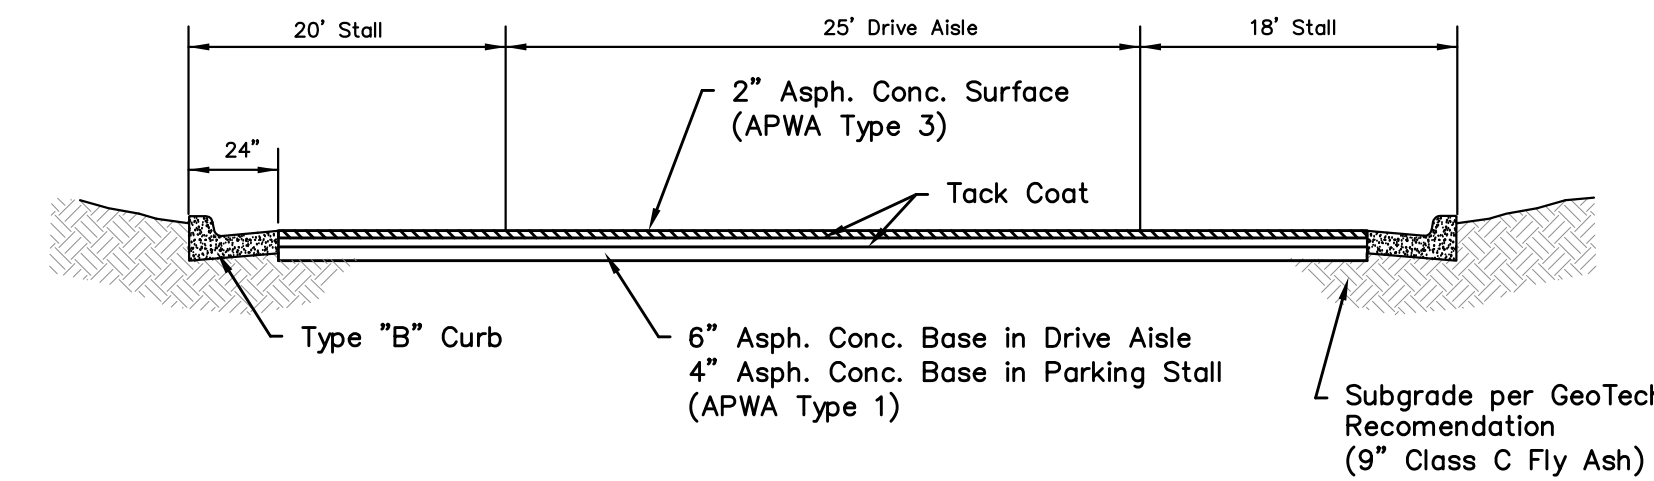 20' Stall
25' Drive Aisle
18' Stall
2" Asph. Conc. Surface
(APWA Type 3)
24"
Tack Coat
Type "B" Curb
6" Asph. Conc. Base in Drive Aisle
4" Asph. Conc. Base in Parking Stall
(APWA Type 1)
Subgrade per GeoTech
Recomendation
(9" Class C Fly Ash)